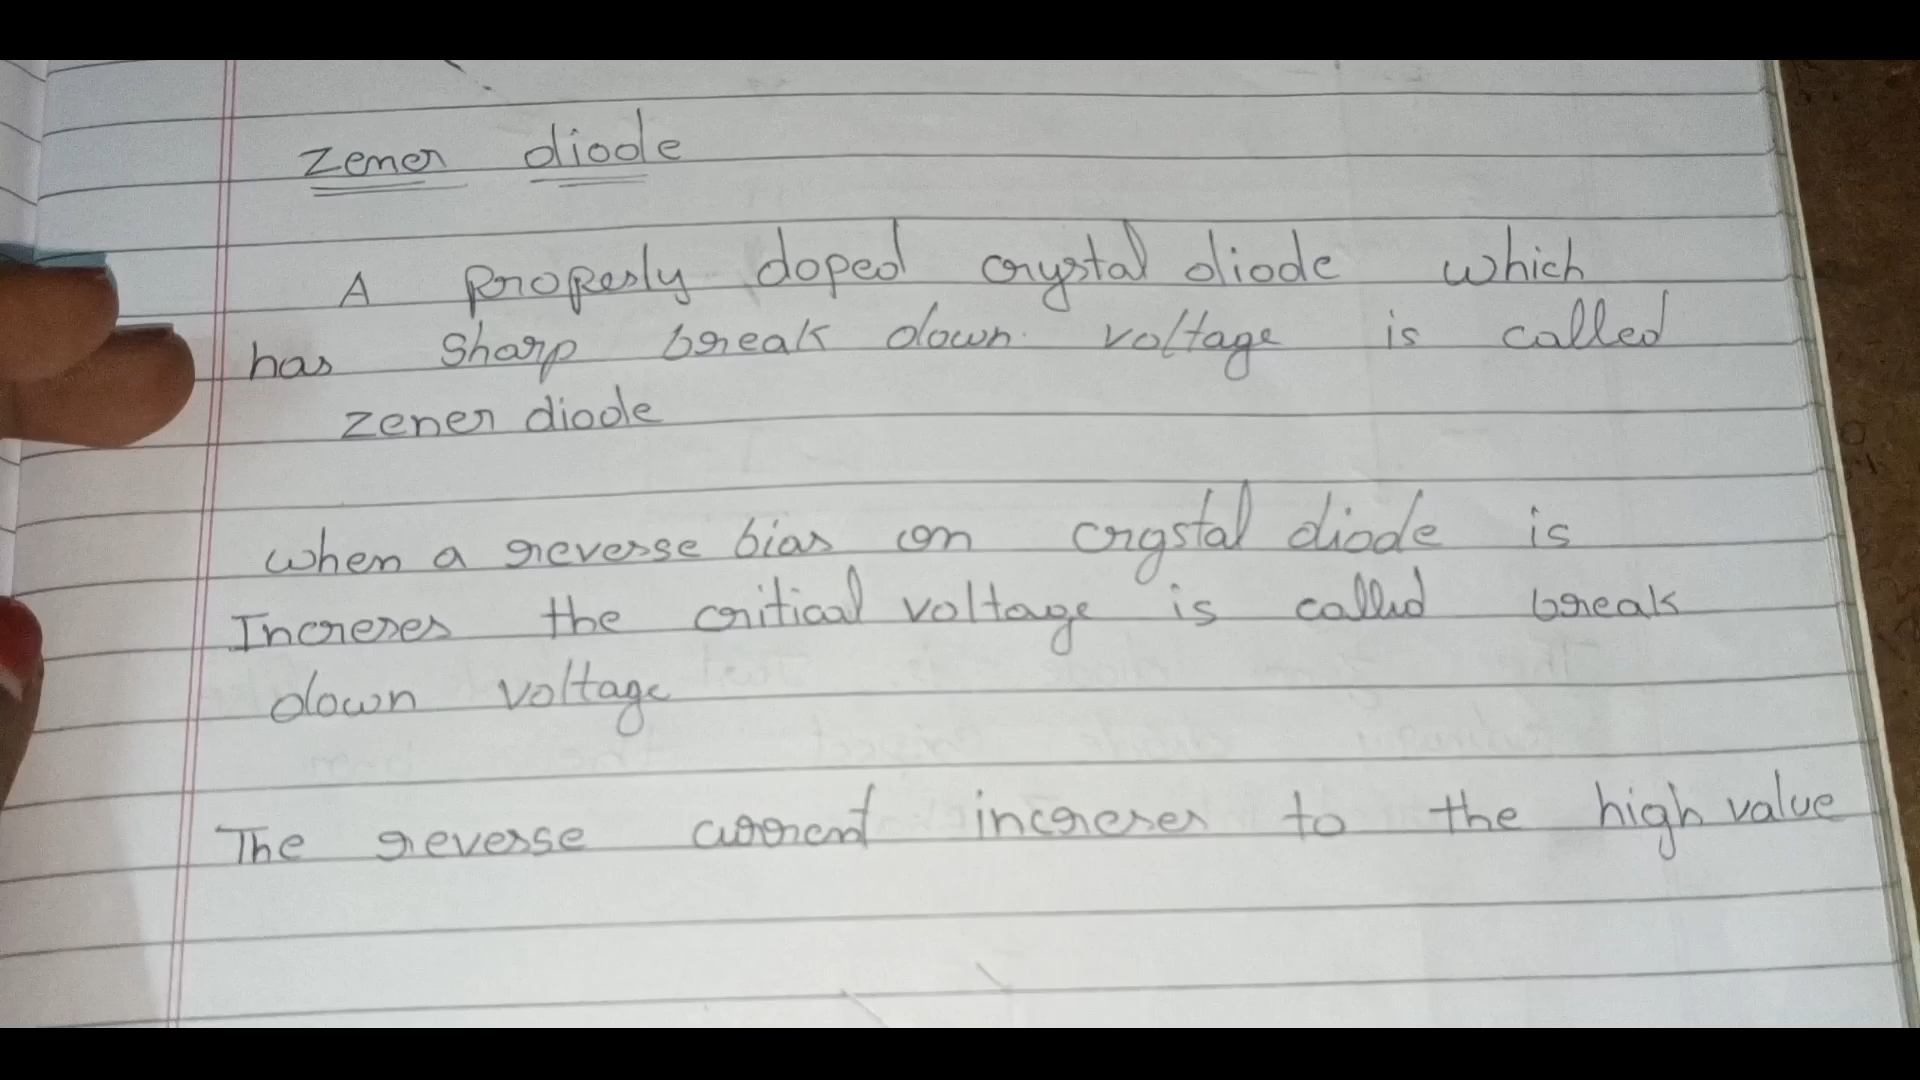 Zener diode
A Properly doped crystal diode which
has sharp break down voltage is called
zener diode
when a reverse bias on crystal diode is
Increses the critical voltage is called break
down voltage
The reverse current increses to the high value